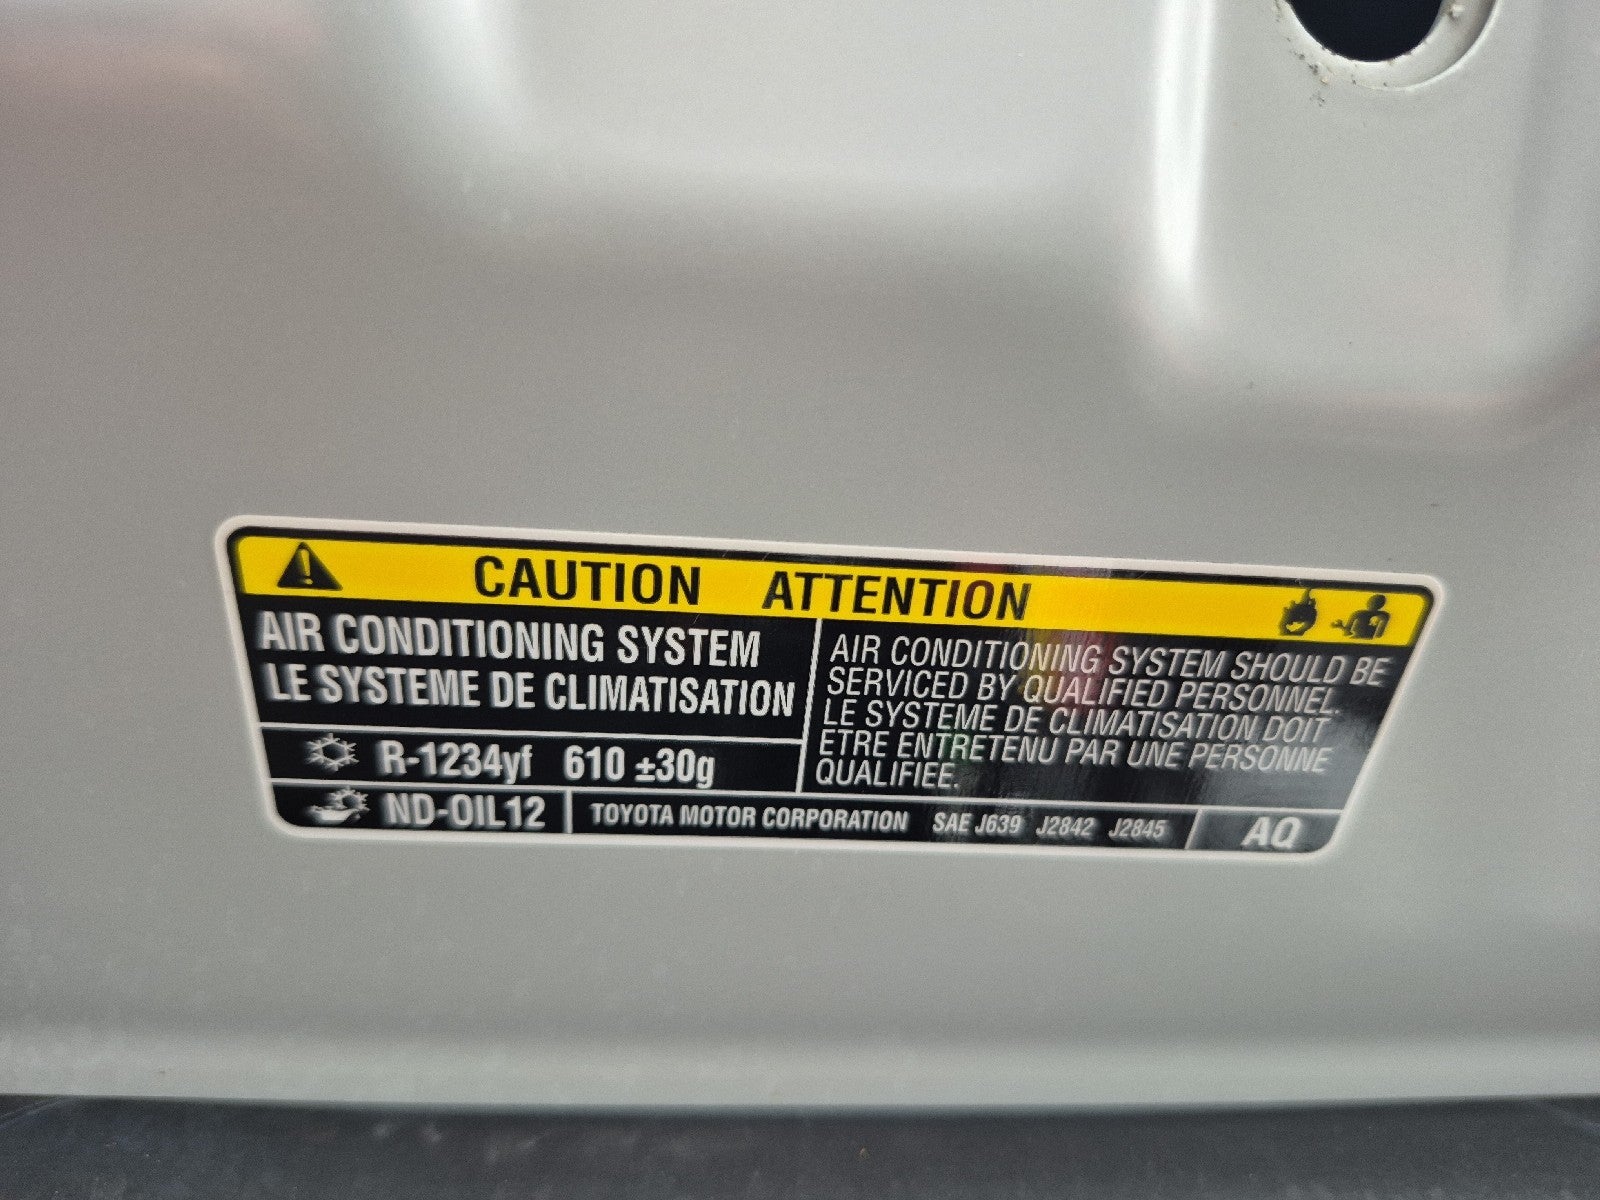 CAUTION ATTENTION
AIR CONDITIONING SYSTEM
LE SYSTEME DE CLIMATISATION
R-1234yf 610 ±30g
ND-OIL12
AIR CONDITIONING SYSTEM SHOULD BE
SERVICED BY QUALIFIED PERSONNEL.
LE SYSTEME DE CLIMATISATION DOIT
ETRE ENTRETENU PAR UNE PERSONNE
QUALIFIEE.
TOYOTA MOTOR CORPORATION SAE J639 J2842 J2845
AQ